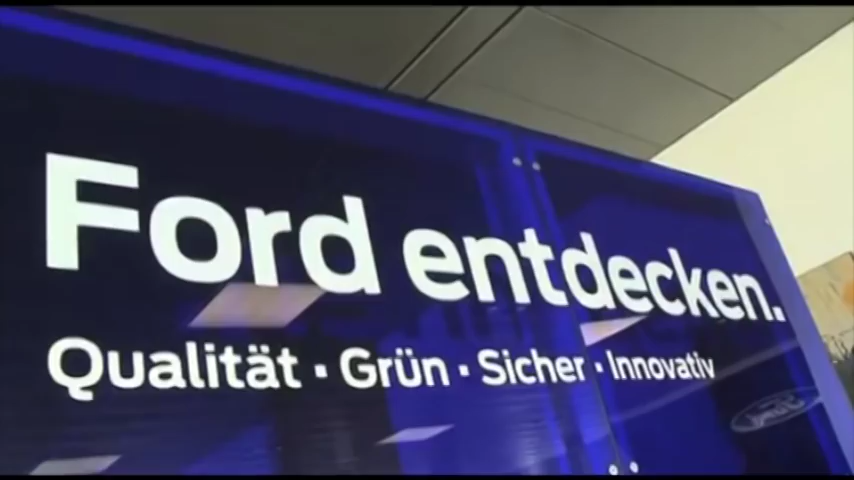 Ford entdecken.
Qualität · Grün · Sicher · Innovativ